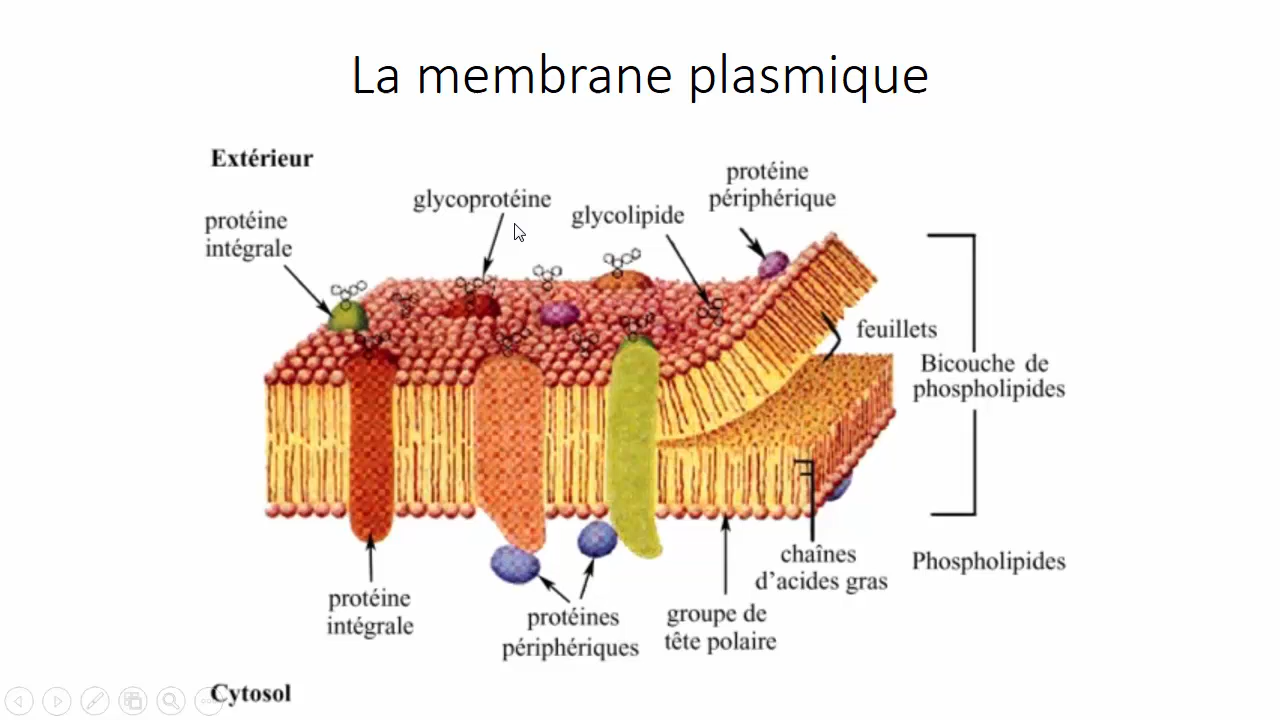 La membrane plasmique
Extérieur
protéine
intégrale
glycoprotéine
glycolipide
protéine
périphérique
feuillets
Bicouche de
phospholipides
protéine
intégrale
protéines
périphériques
groupe de
tête polaire
chaînes
d'acides gras
Phospholipides
Cytosol